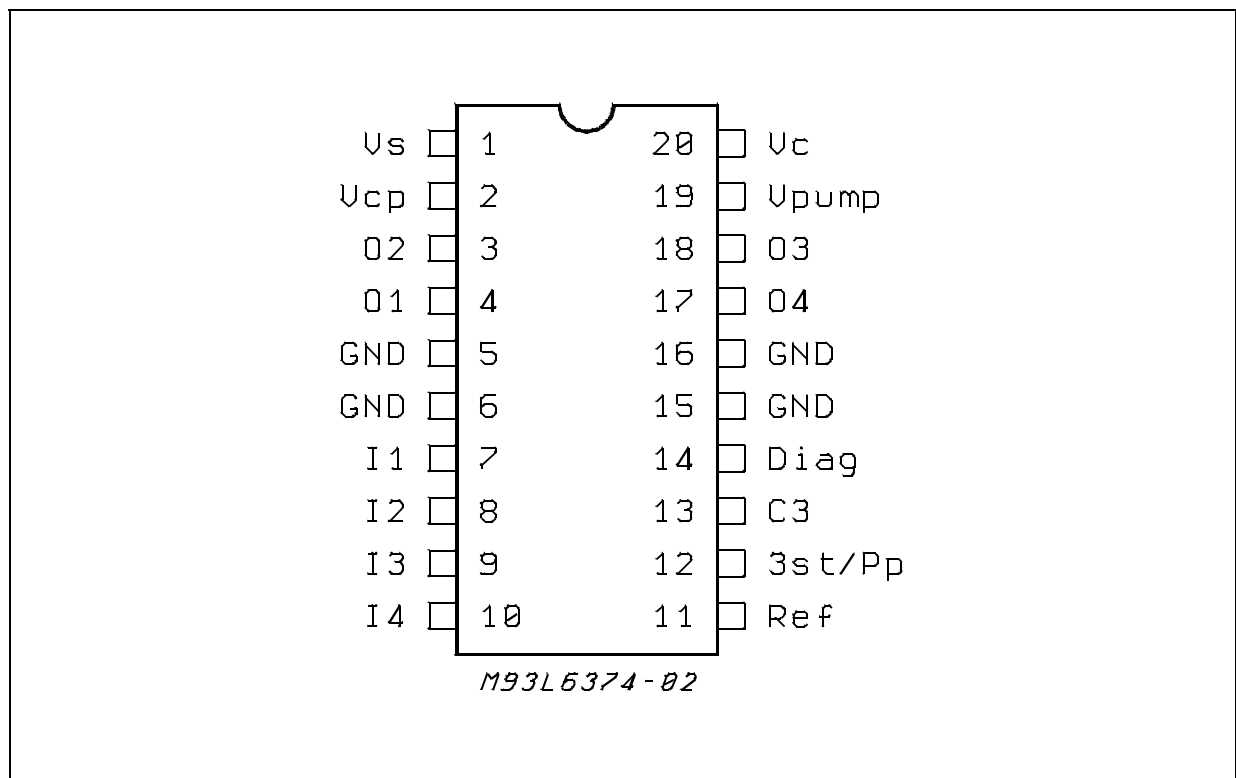 Vs 1 20 Vc
Vcp 2 19 Vpump
O2 3 18 O3
O1 4 17 O4
GND 5 16 GND
GND 6 15 GND
I1 7 14 Diag
I2 8 13 C3
I3 9 12 3st/Pp
I4 10 11 Ref
M93L6374-02